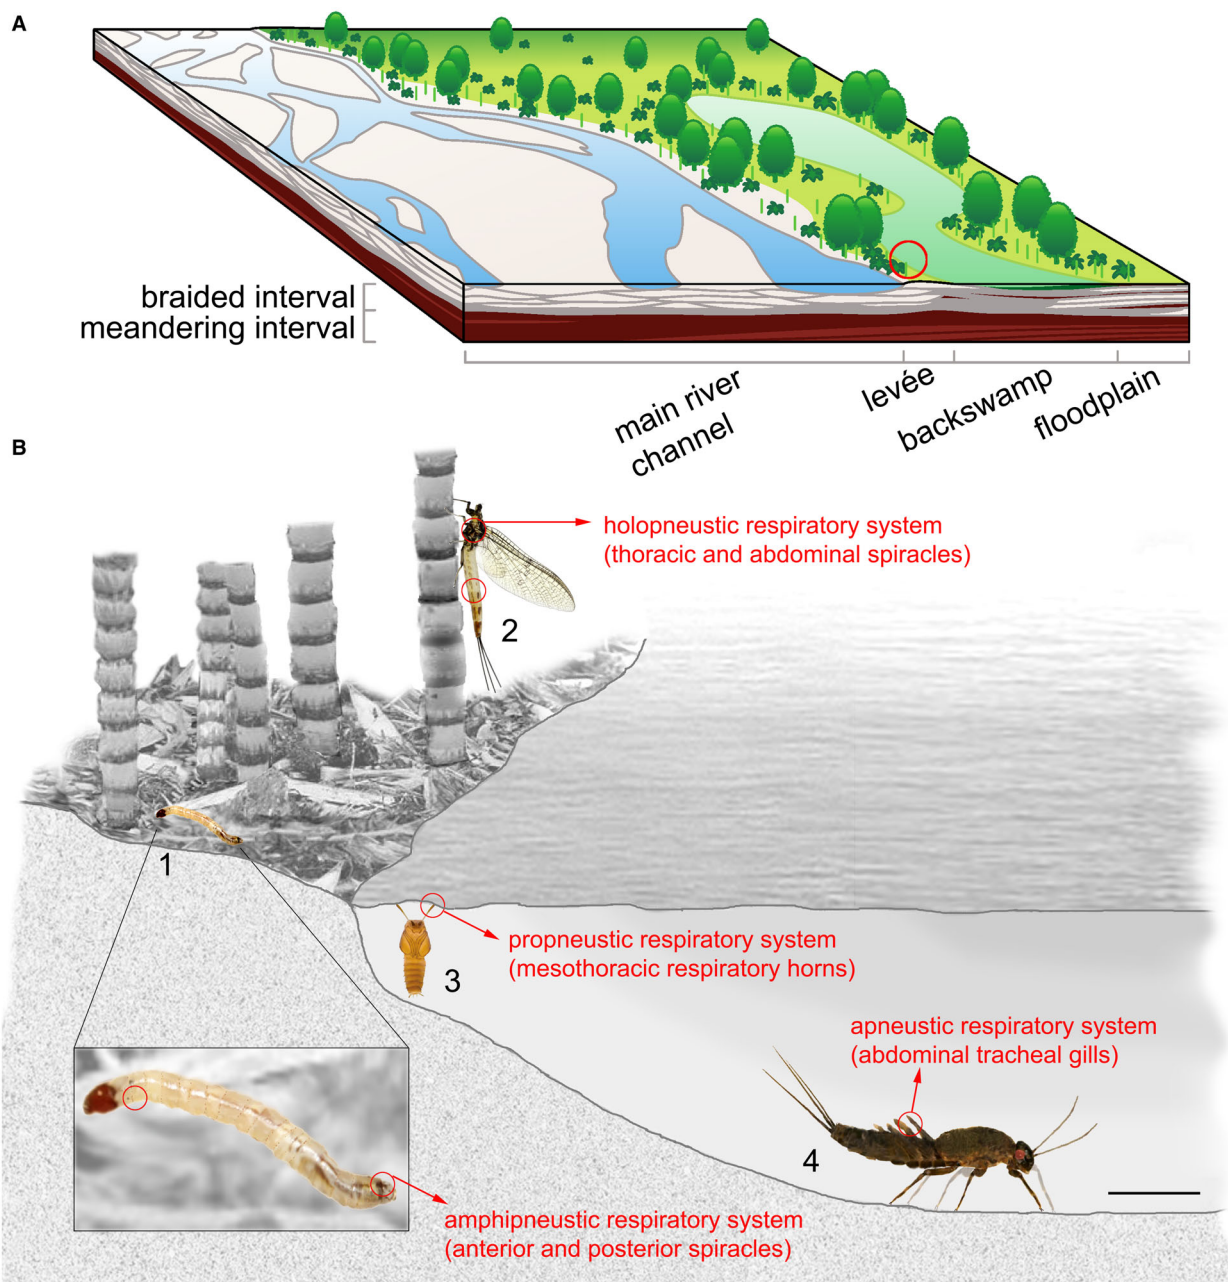 A
braided interval
meandering interval
main river
channel
levée
backswamp
floodplain
B
holopneustic respiratory system
(thoracic and abdominal spiracles)
2
1
propneustic respiratory system
(mesothoracic respiratory horns)
3
apneustic respiratory system
(abdominal tracheal gills)
4
amphipneustic respiratory system
(anterior and posterior spiracles)